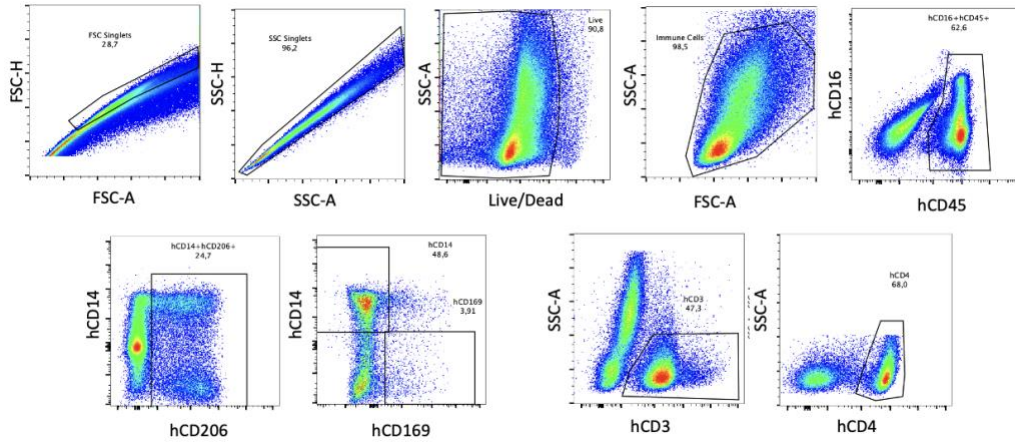 FSC-H
FSC Singlets
28,7
FSC-A
SSC-H
SSC Singlets
96,2
SSC-A
SSC-A
Live
90,8
Live/Dead
SSC-A
Immune Cells
98,5
FSC-A
hCD16
hCD16+hCD45+
62,6
hCD45
hCD14
hCD14+hCD206+
24,7
hCD206
hCD14
hCD14
48,6
hCD169
3,91
hCD169
SSC-A
hCD3
47,3
hCD3
SSC-A
hCD4
68,0
hCD4